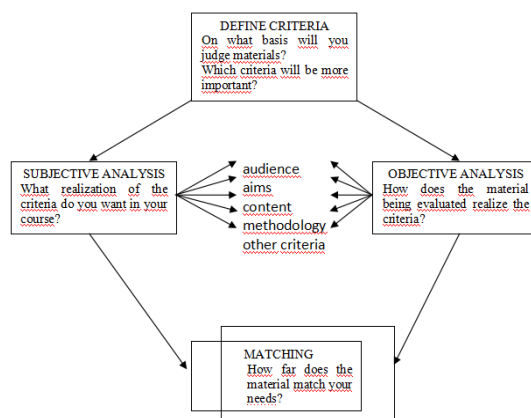 DEFINE CRITERIA
On what basis will you
judge materials?
Which criteria will be more
important?
SUBJECTIVE ANALYSIS
What realization of the
criteria do you want in your
course?
audience
aims
content
methodology
other criteria
OBJECTIVE ANALYSIS
How does the material
being evaluated realize the
criteria?
MATCHING
How far does the
material match your
needs?